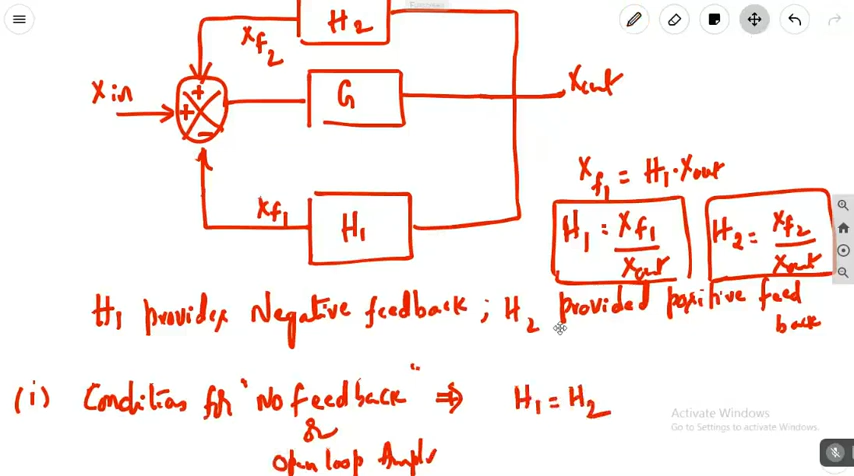 H2
Xf2
X in
+
+
-
G
Xout
Xf1
H1
Xf1 = H1·Xout
H1 = Xf1/Xout
H2 = Xf2/Xout
H1 provides Negative feedback ; H2 provided positive feed
back
(i) Condition for "No feedback" ⇒ H1 = H2
or
open loop AmpLr
Activate Windows
Go to Settings to activate Windows.